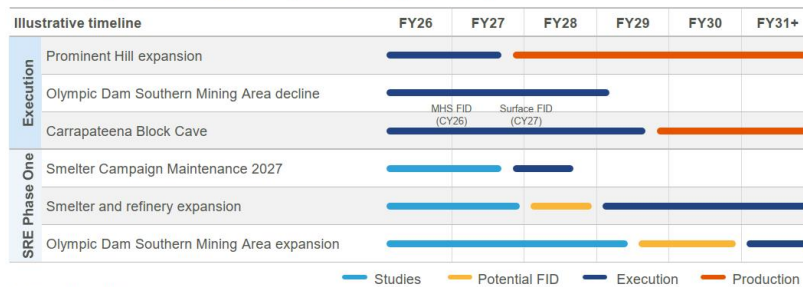 Illustrative timeline FY26 FY27 FY28 FY29 FY30 FY31+
Execution
Prominent Hill expansion
Olympic Dam Southern Mining Area decline
MHS FID Surface FID
(CY26) (CY27)
Carrapateena Block Cave
SRE Phase One
Smelter Campaign Maintenance 2027
Smelter and refinery expansion
Olympic Dam Southern Mining Area expansion
Studies Potential FID Execution Production